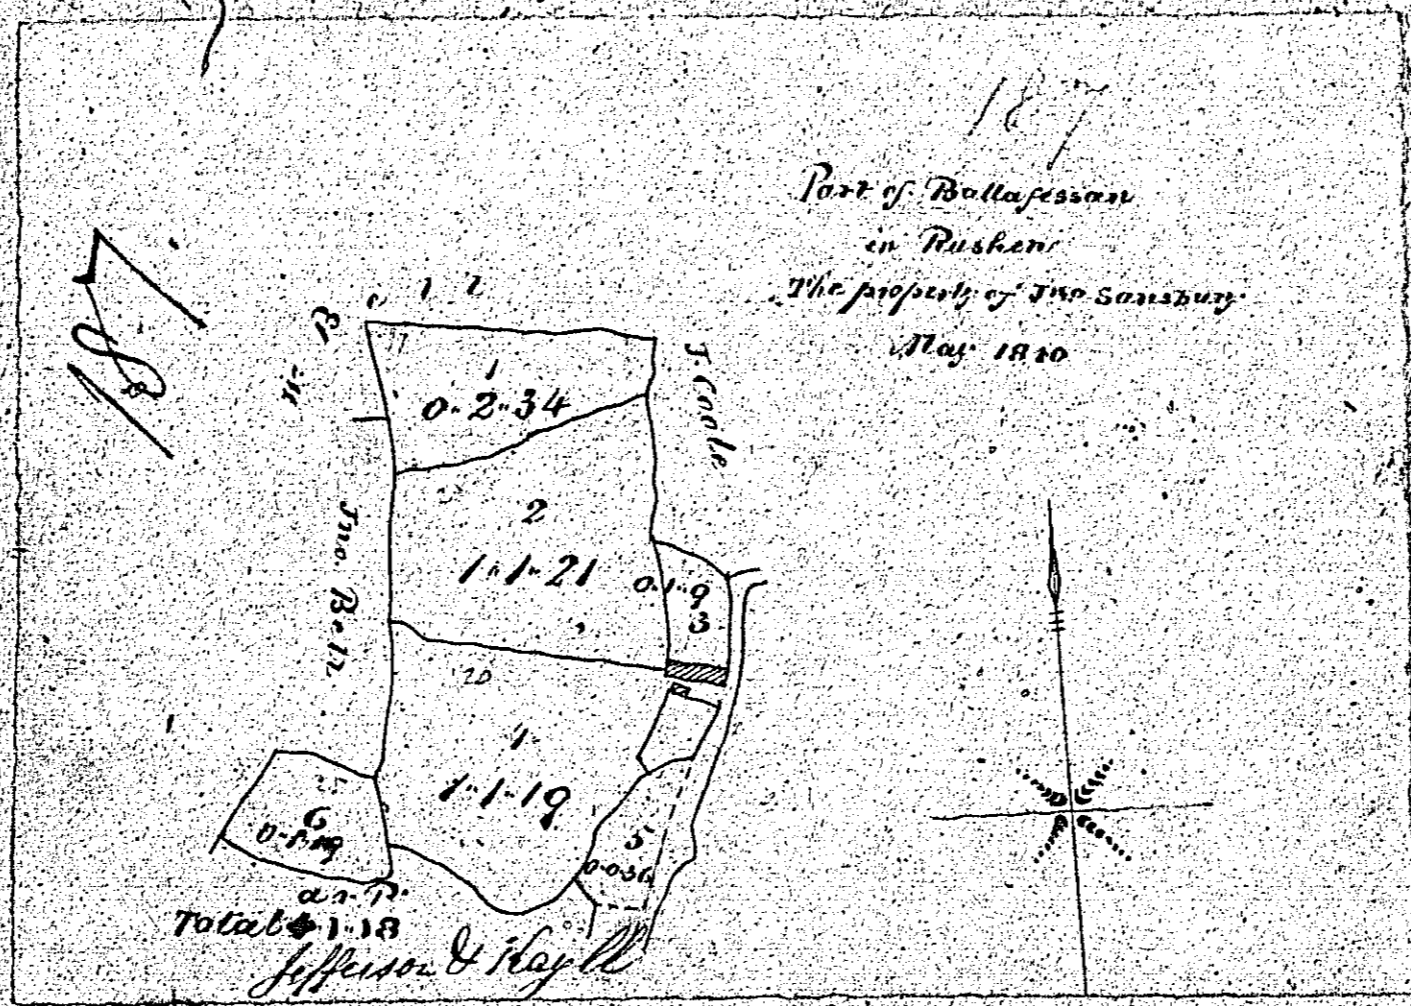 187
Part of Ballafessan
in Rushen
The property of Jno Sansbury
May 1840
187
H- Bell
J. Coole
Jno. Bell
1
0"2"34
2
1"1"21
0"1"9
3
20
4
1"1"19
5
0"0"36
6
a r P
Total 1"18
Jefferson & Kayll